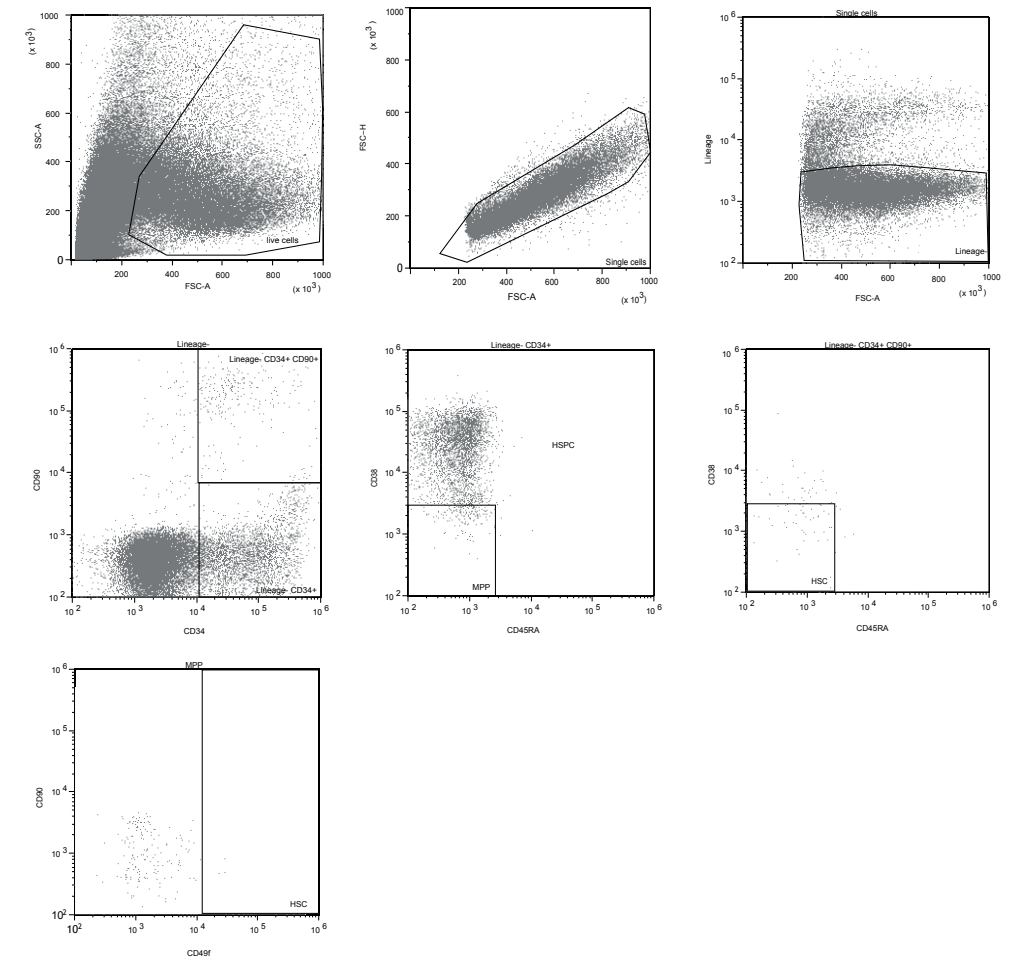 1000
800
600
400
200
0
(x 10³)
SSC-A
live cells
200 400 600 800 1000
FSC-A
(x 10³)
1000
800
600
400
200
0
(x 10³)
FSC-H
Single cells
200 400 600 800 1000
FSC-A
(x 10³)
Single cells
10⁶
10⁵
10⁴
10³
10²
Lineage
Lineage-
200 400 600 800 1000
FSC-A
(x 10³)
Lineage-
10⁶
10⁵
10⁴
10³
10²
CD90
Lineage- CD34+ CD90+
Lineage- CD34+
10² 10³ 10⁴ 10⁵ 10⁶
CD34
Lineage- CD34+
10⁶
10⁵
10⁴
10³
10²
CD38
HSPC
MPP
10² 10³ 10⁴ 10⁵ 10⁶
CD45RA
Lineage- CD34+ CD90+
10⁶
10⁵
10⁴
10³
10²
CD38
HSC
10² 10³ 10⁴ 10⁵ 10⁶
CD45RA
MPP
10⁶
10⁵
10⁴
10³
10²
CD90
HSC
10² 10³ 10⁴ 10⁵ 10⁶
CD49f